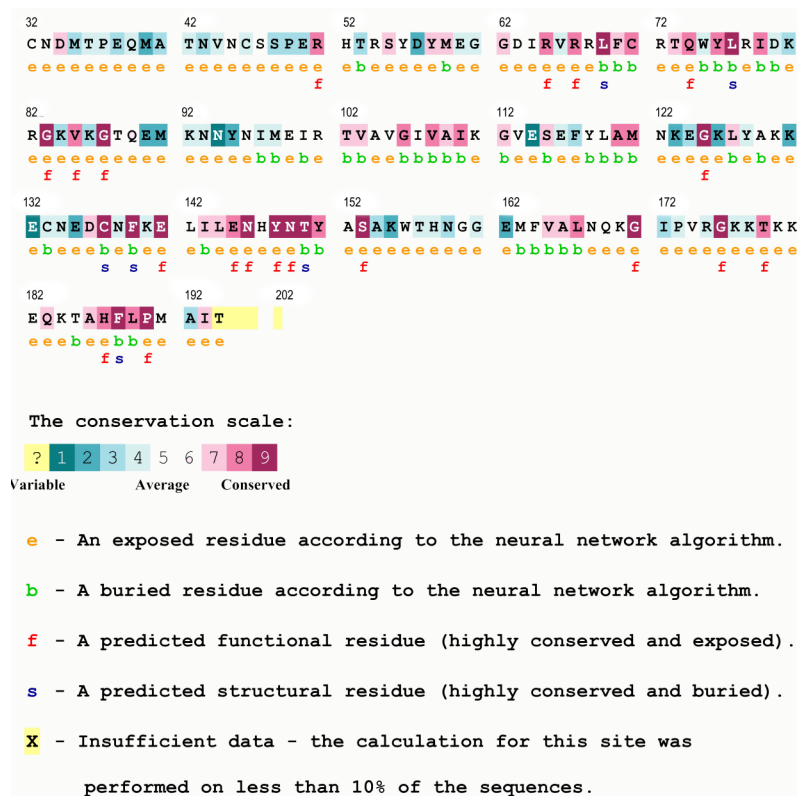 32 42 52 62 72
CNDMTPEQMA TNVNCSSPER HTRSYDYMEG GDIRVRRLFC RTQWYLRIDK
eeeeeeeeee eeeeeeeeee ebeeeeebee eeeeeeebbb eeebbbebee
f f f s f s
82 92 102 112 122
RGKVKGTQEM KNNYNIMEIR TVAVGIVAIK GVESEFYLAM NKEGKLYAKK
eeeeeeeeee eeeeebbebe bbeebbbbbe beebeebbbb eeeeebebee
f f f f
132 142 152 162 172
ECNEDCNFKE LILENHYNTY ASAKWTHNGG EMFVALNQKG IPVRGKKTKK
ebeeebebee bebeeeeebb eeeeeeeeee ebbbbbeeee eeeeeeeeee
s s f f f f f s f f f f
182 192 202
EQKTAHFLPM AIT
eeebeebbee eee
f s f
The conservation scale:
? 1 2 3 4 5 6 7 8 9
Variable Average Conserved
e - An exposed residue according to the neural network algorithm.
b - A buried residue according to the neural network algorithm.
f - A predicted functional residue (highly conserved and exposed).
s - A predicted structural residue (highly conserved and buried).
X - Insufficient data - the calculation for this site was
performed on less than 10% of the sequences.